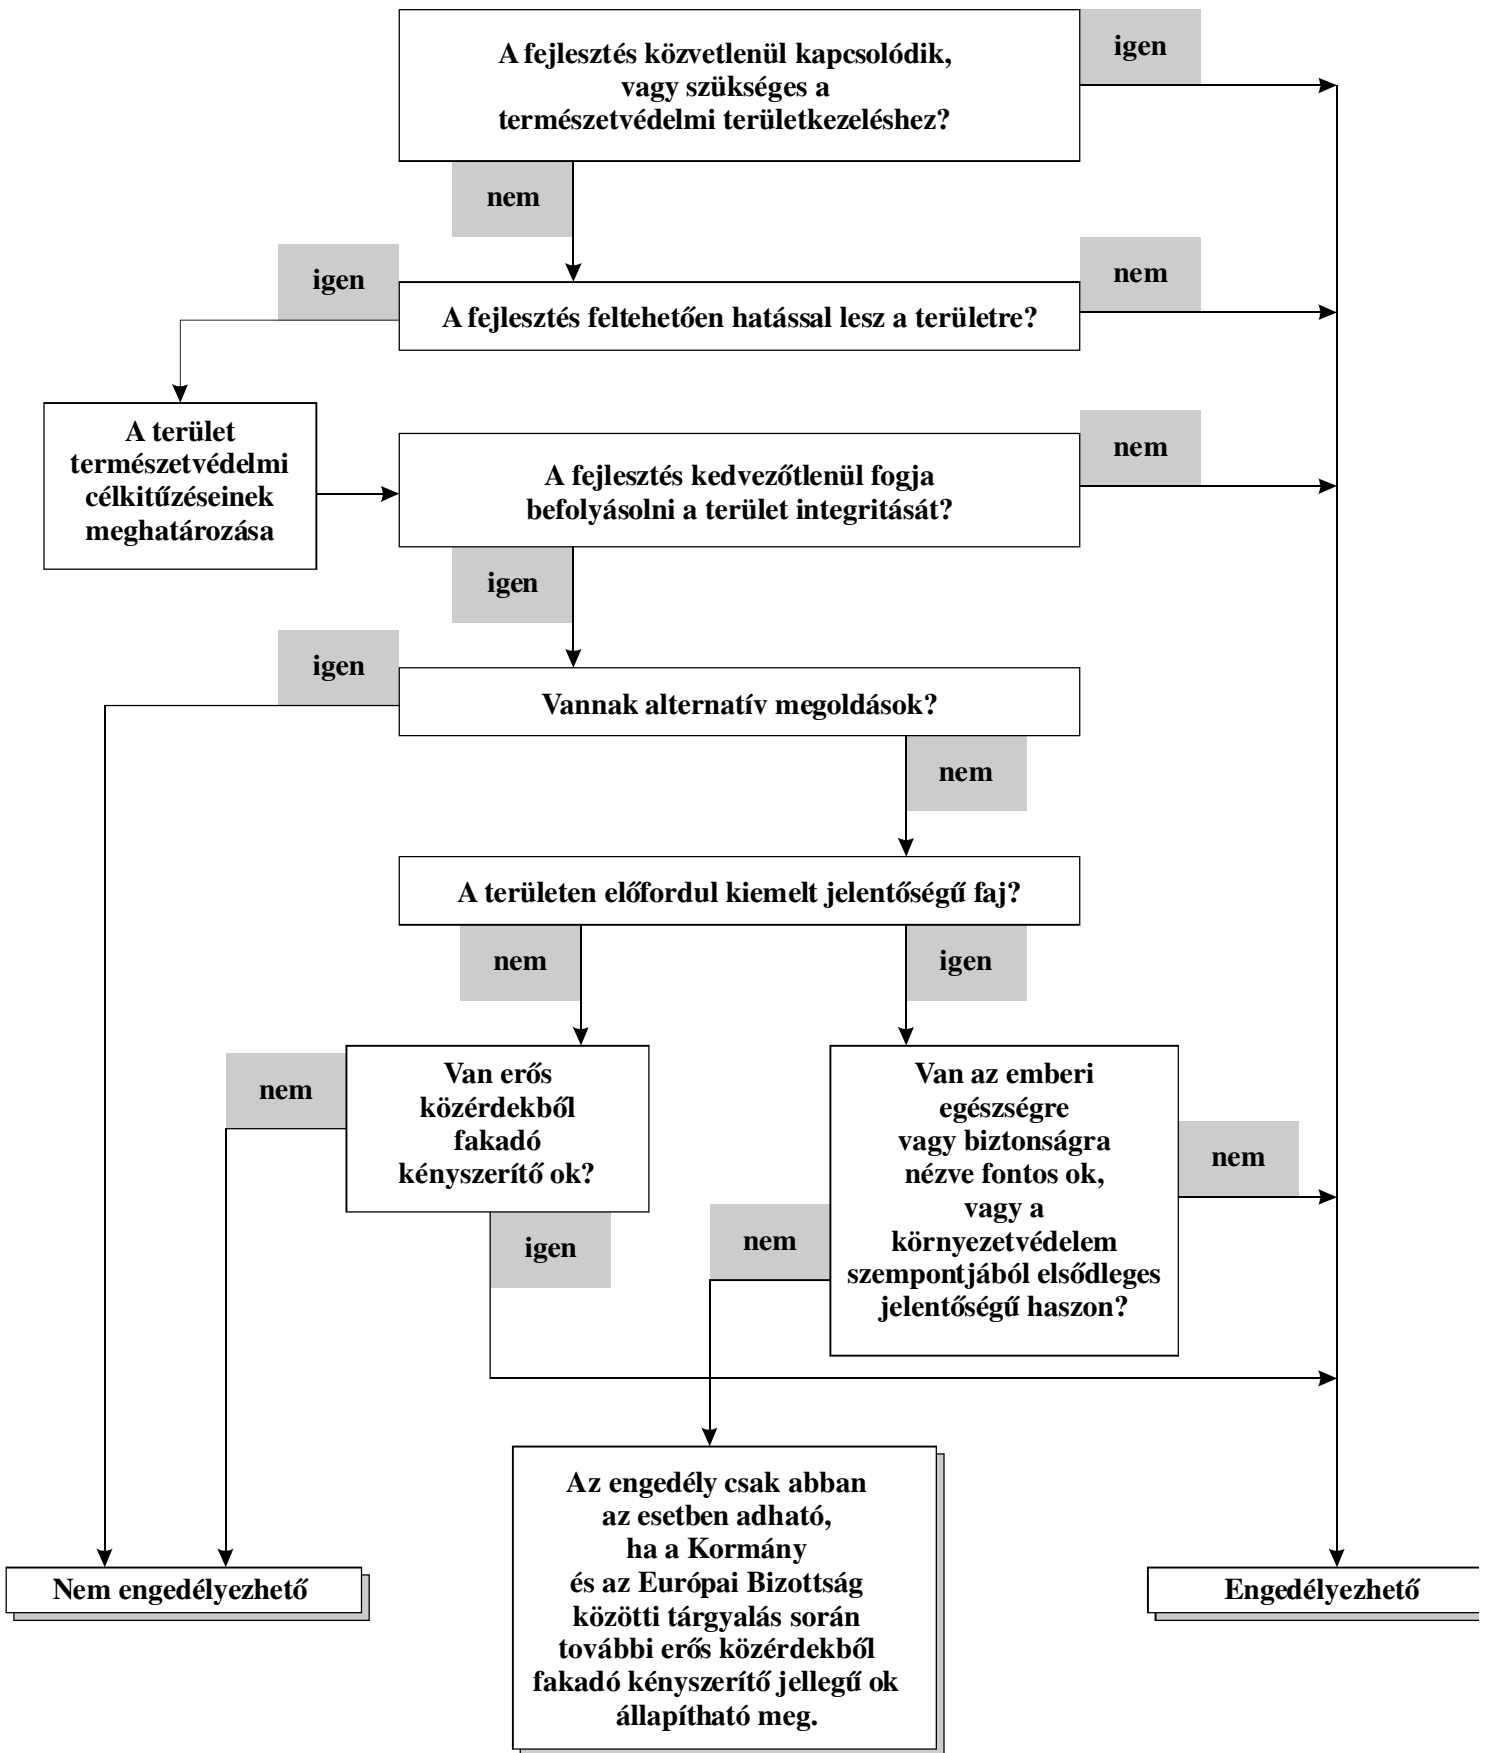 A fejlesztés közvetlenül kapcsolódik,
vagy szükséges a
természetvédelmi területkezeléshez?
igen
nem
igen
nem
A fejlesztés feltehetően hatással lesz a területre?
A terület
természetvédelmi
célkitűzéseinek
meghatározása
nem
A fejlesztés kedvezőtlenül fogja
befolyásolni a terület integritását?
igen
igen
Vannak alternatív megoldások?
nem
A területen előfordul kiemelt jelentőségű faj?
nem
igen
nem
Van erős
közérdekből
fakadó
kényszerítő ok?
igen
Van az emberi
egészségre
vagy biztonságra
nézve fontos ok,
vagy a
környezetvédelem
szempontjából elsődleges
jelentőségű haszon?
nem
nem
Az engedély csak abban
az esetben adható,
ha a Kormány
és az Európai Bizottság
közötti tárgyalás során
további erős közérdekből
fakadó kényszerítő jellegű ok
állapítható meg.
Nem engedélyezhető
Engedélyezhető